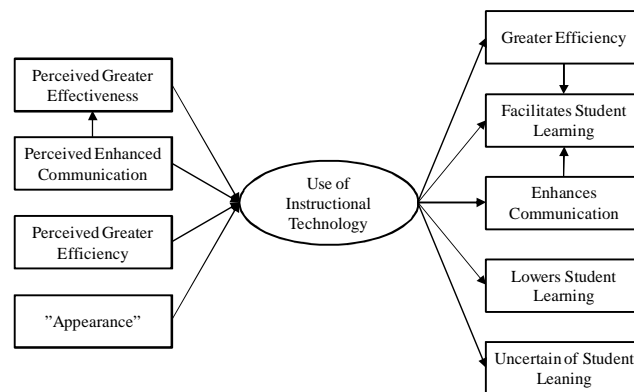 Perceived Greater
Effectiveness
Perceived Enhanced
Communication
Perceived Greater
Efficiency
”Appearance”
Use of
Instructional
Technology
Greater Efficiency
Facilitates Student
Learning
Enhances
Communication
Lowers Student
Learning
Uncertain of Student
Leaning